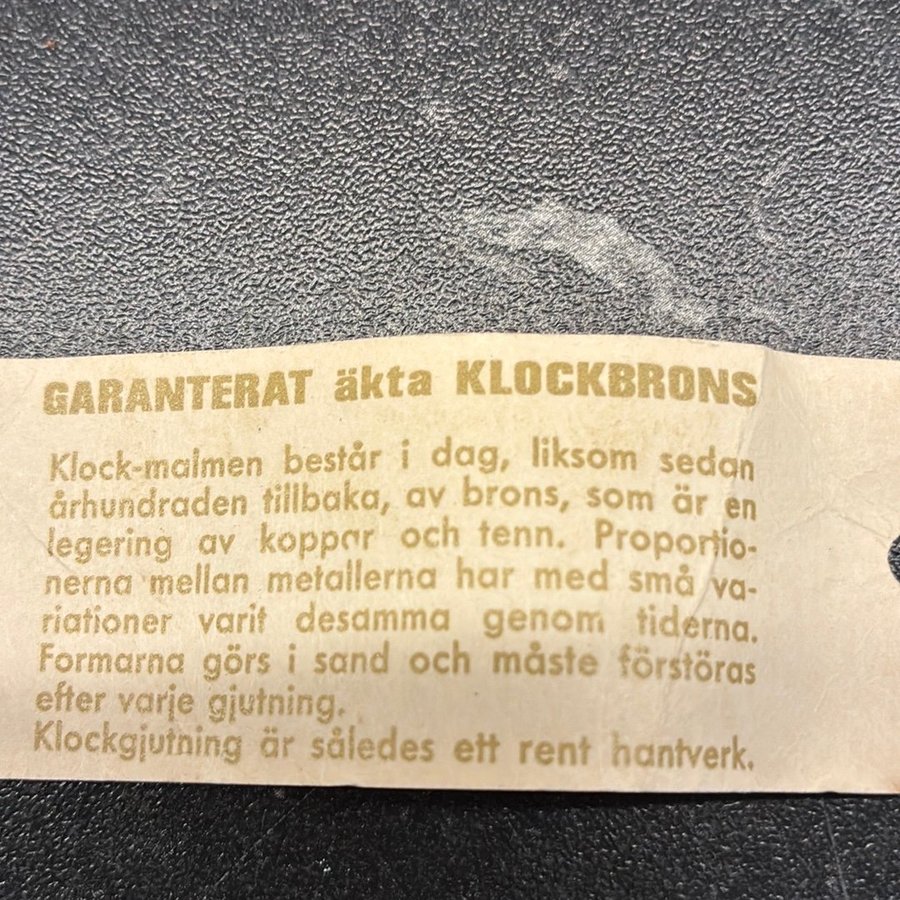 GARANTERAT äkta KLOCKBRONS
Klock-malmen består i dag, liksom sedan
århundraden tillbaka, av brons, som är en
legering av koppar och tenn. Proportio-
nerna mellan metallerna har med små va-
riationer varit desamma genom tiderna.
Formarna görs i sand och måste förstöras
efter varje gjutning.
Klockgjutning är således ett rent hantverk.